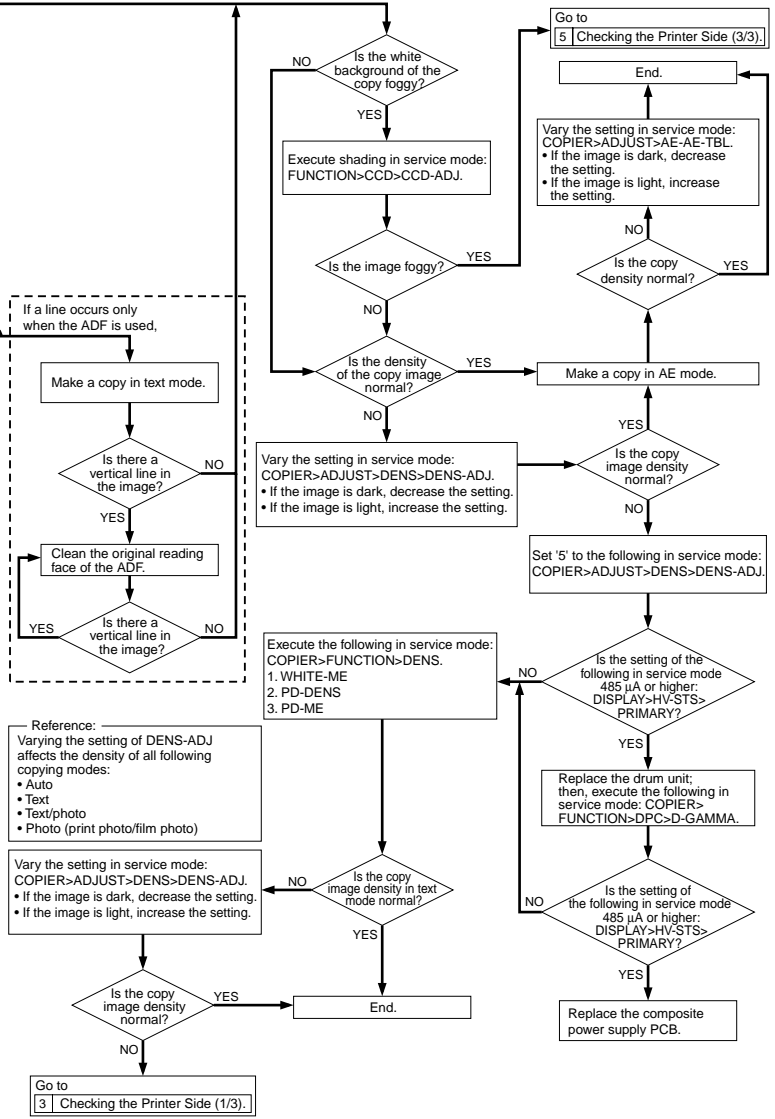 Go to
5 Checking the Printer Side (3/3).
Is the white
background of the
copy foggy?
NO
YES
End.
Execute shading in service mode:
FUNCTION>CCD>CCD-ADJ.
Vary the setting in service mode:
COPIER>ADJUST>AE-AE-TBL.
• If the image is dark, decrease
the setting.
• If the image is light, increase
the setting.
NO
Is the image foggy?
YES
NO
Is the copy
density normal?
YES
If a line occurs only
when the ADF is used,
Make a copy in text mode.
Is there a
vertical line in
the image?
NO
YES
Clean the original reading
face of the ADF.
Is there a
vertical line in
the image?
YES
NO
Is the density
of the copy image
normal?
YES
NO
Make a copy in AE mode.
Vary the setting in service mode:
COPIER>ADJUST>DENS>DENS-ADJ.
• If the image is dark, decrease the setting.
• If the image is light, increase the setting.
YES
Is the copy
image density
normal?
NO
Set '5' to the following in service mode:
COPIER>ADJUST>DENS>DENS-ADJ.
Is the setting of the
following in service mode
485 µA or higher:
DISPLAY>HV-STS>
PRIMARY?
NO
YES
Execute the following in service mode:
COPIER>FUNCTION>DENS.
1. WHITE-ME
2. PD-DENS
3. PD-ME
Replace the drum unit;
then, execute the following in
service mode: COPIER>
FUNCTION>DPC>D-GAMMA.
Is the setting of
the following in service mode
485 µA or higher:
DISPLAY>HV-STS>
PRIMARY?
NO
YES
Replace the composite
power supply PCB.
Reference:
Varying the setting of DENS-ADJ
affects the density of all following
copying modes:
• Auto
• Text
• Text/photo
• Photo (print photo/film photo)
Is the copy
image density in text
mode normal?
NO
YES
Vary the setting in service mode:
COPIER>ADJUST>DENS>DENS-ADJ.
• If the image is dark, decrease the setting.
• If the image is light, increase the setting.
Is the copy
image density
normal?
YES
NO
End.
Go to
3 Checking the Printer Side (1/3).